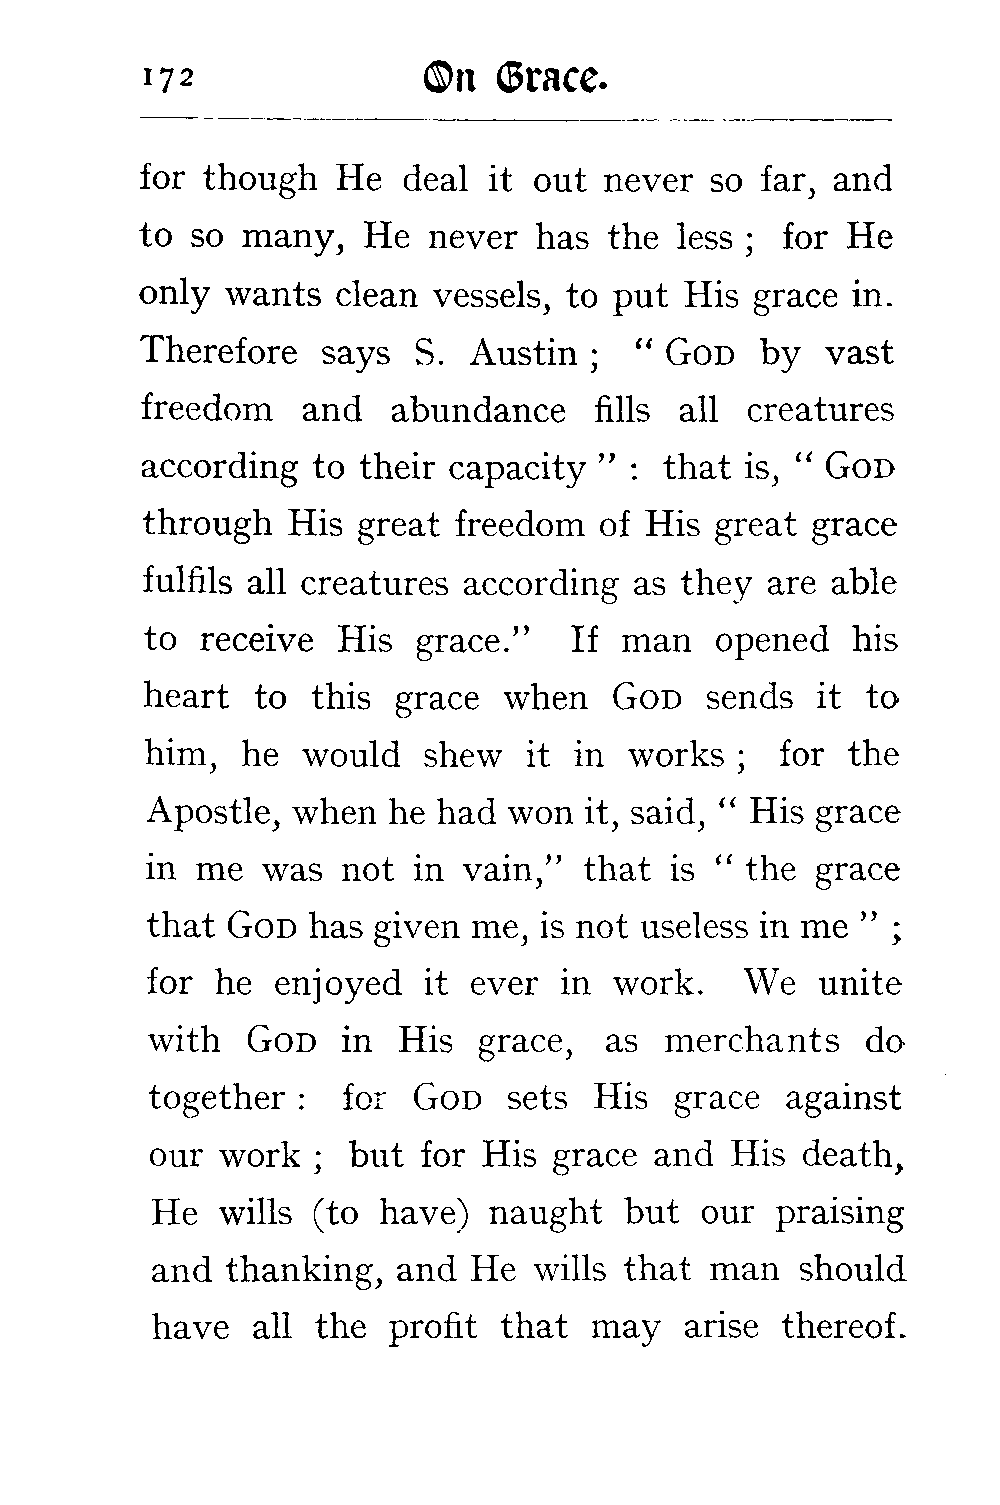 172 On Grace.
for though He deal it out never so far, and
to so many, He never has the less ; for He
only wants clean vessels, to put His grace in.
Therefore says S. Austin ; “ GOD by vast
freedom and abundance fills all creatures
according to their capacity ” : that is, “ GOD
through His great freedom of His great grace
fulfils all creatures according as they are able
to receive His grace.” If man opened his
heart to this grace when GOD sends it to
him, he would shew it in works ; for the
Apostle, when he had won it, said, “ His grace
in me was not in vain,” that is “ the grace
that GOD has given me, is not useless in me ” ;
for he enjoyed it ever in work. We unite
with GOD in His grace, as merchants do
together : for GOD sets His grace against
our work ; but for His grace and His death,
He wills (to have) naught but our praising
and thanking, and He wills that man should
have all the profit that may arise thereof.